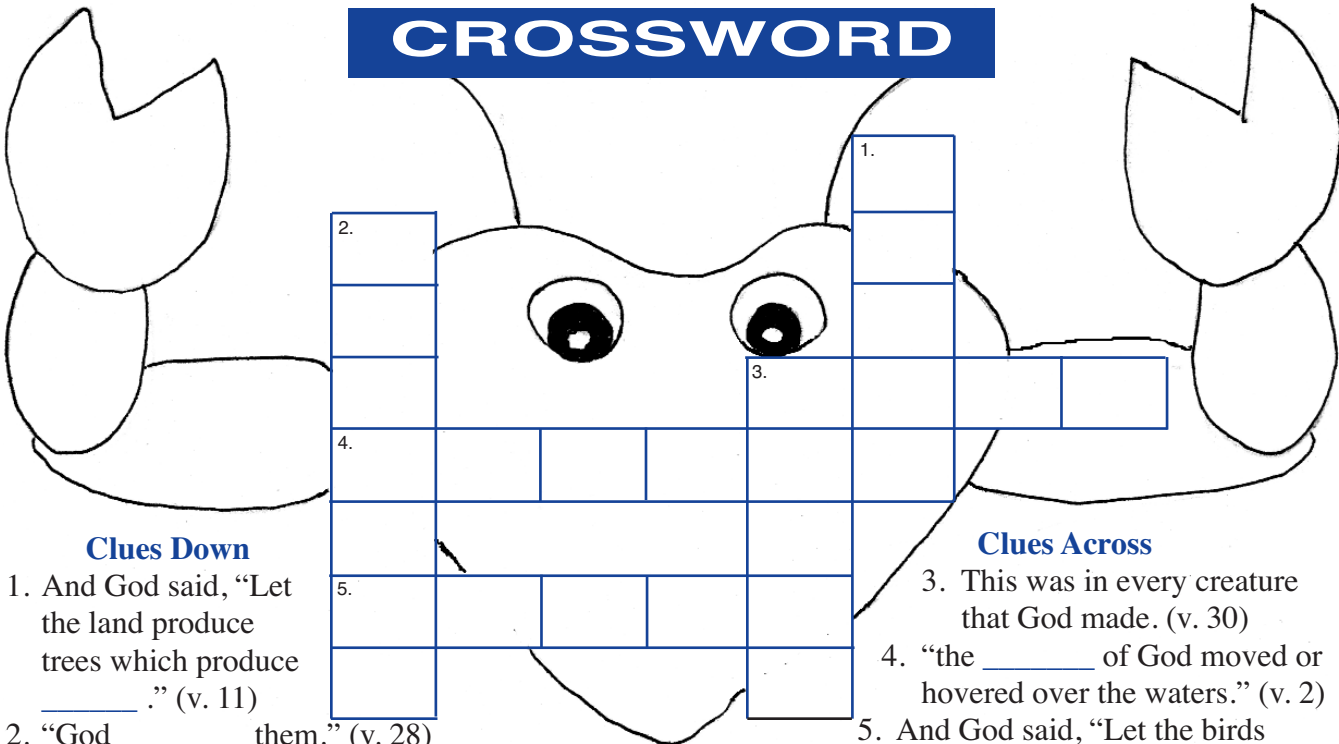 CROSSWORD
1.
2.
3.
4.
5.
Clues Down
1. And God said, “Let
the land produce
trees which produce
______ .” (v. 11)
2. “God _________ them.” (v. 28)
Clues Across
3. This was in every creature
that God made. (v. 30)
4. “the _______ of God moved or
hovered over the waters.” (v. 2)
5. And God said, “Let the birds